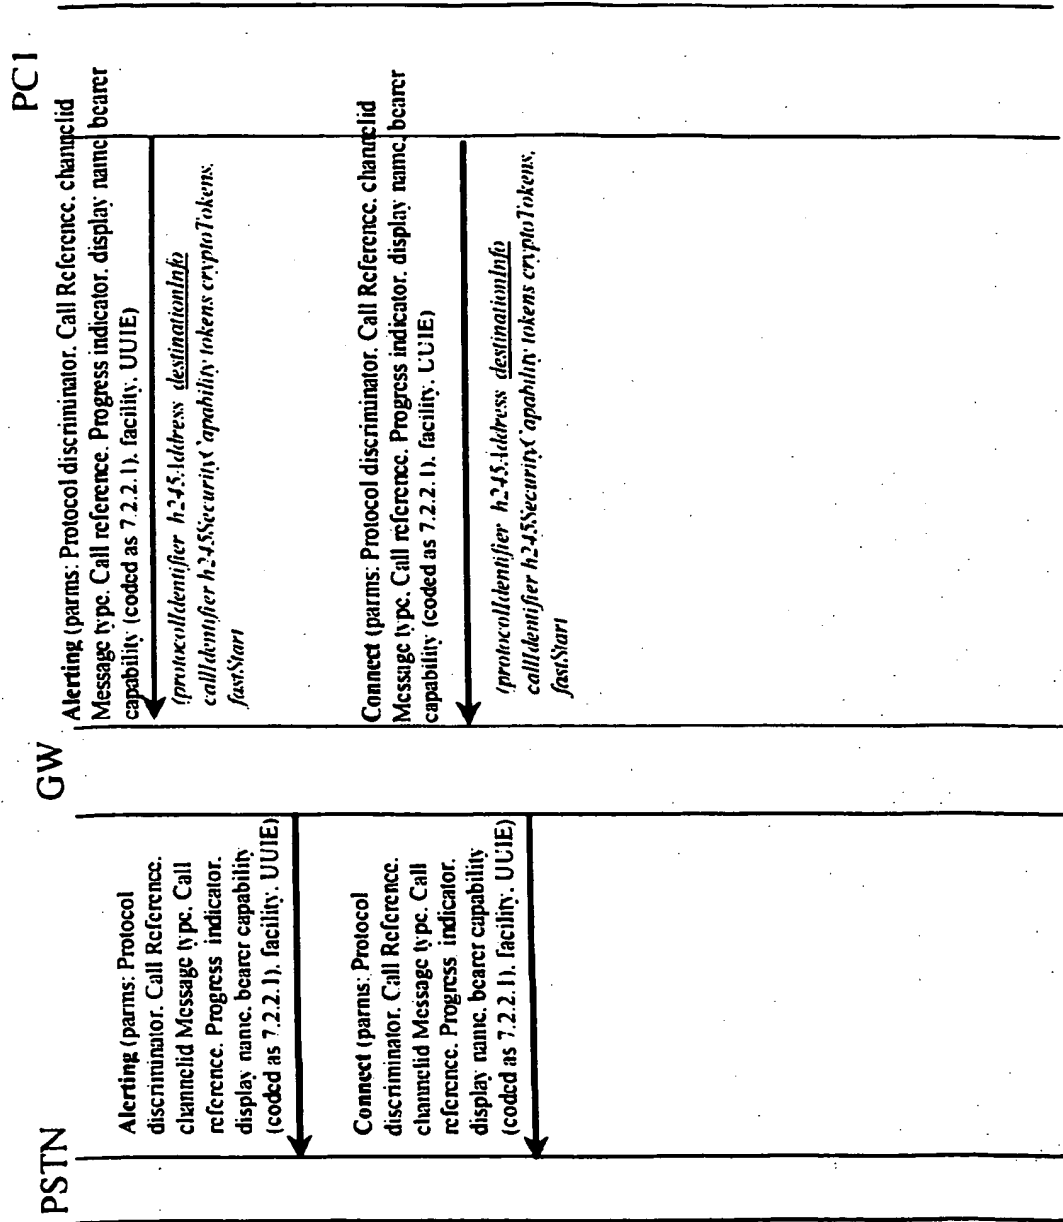 PSTN
GW
PC1
Alerting (parms: Protocol
discriminator. Call Reference.
channelid Message type. Call
reference. Progress indicator.
display name. bearer capability
(coded as 7.2.2.1). facility. UUIE)
Alerting (parms: Protocol discriminator. Call Reference. channelid
Message type. Call reference. Progress indicator. display name. bearer
capability (coded as 7.2.2.1). facility. UUIE)
(protocolIdentifier h245Address destinationInfo
callIdentifier h245SecurityCapability tokens cryptoTokens.
fastStart
Connect (parms: Protocol
discriminator. Call Reference.
channelid Message type. Call
reference. Progress indicator.
display name. bearer capability
(coded as 7.2.2.1). facility. UUIE)
Connect (parms: Protocol discriminator. Call Reference. channelid
Message type. Call reference. Progress indicator. display name. bearer
capability (coded as 7.2.2.1). facility. UUIE)
(protocolIdentifier h245Address destinationInfo
callIdentifier h245SecurityCapability tokens cryptoTokens.
fastStart